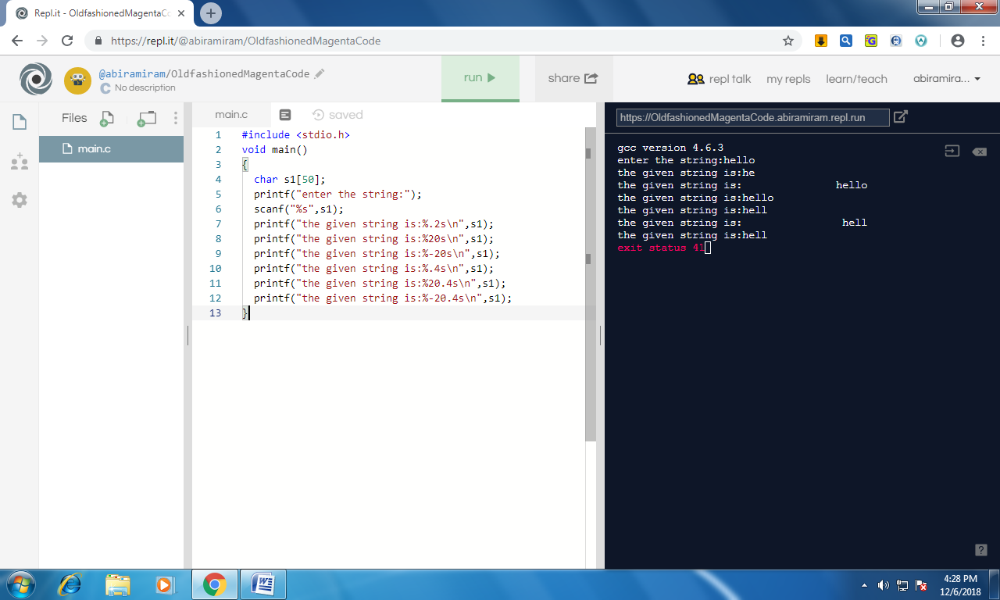 Repl.it - OldfashionedMagentaCo
https://repl.it/@abiramiram/OldfashionedMagentaCode
@abiramiram/OldfashionedMagentaCode
No description
run
share
repl talk
my repls
learn/teach
abiramira...
Files
main.c
main.c
saved
1 #include <stdio.h>
2 void main()
3 {
4   char s1[50];
5   printf("enter the string:");
6   scanf("%s",s1);
7   printf("the given string is:%.2s\n",s1);
8   printf("the given string is:%20s\n",s1);
9   printf("the given string is:%-20s\n",s1);
10   printf("the given string is:%.4s\n",s1);
11   printf("the given string is:%20.4s\n",s1);
12   printf("the given string is:%-20.4s\n",s1);
13 }
https://OldfashionedMagentaCode.abiramiram.repl.run
gcc version 4.6.3
enter the string:hello
the given string is:he
the given string is:               hello
the given string is:hello
the given string is:hell
the given string is:                hell
the given string is:hell
exit status 41
?
4:28 PM
12/6/2018